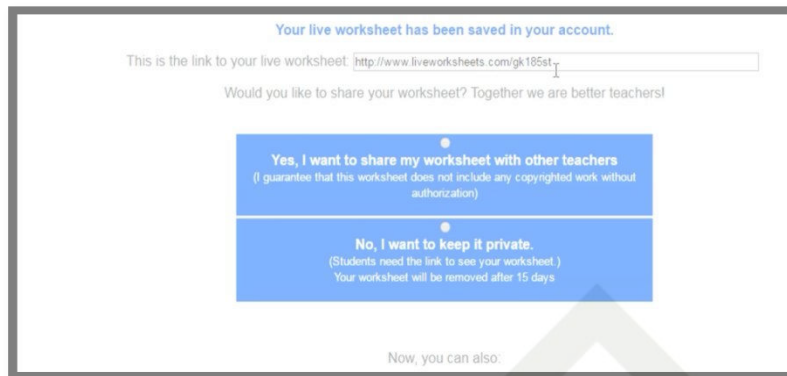 Your live worksheet has been saved in your account.
This is the link to your live worksheet: http://www.liveworksheets.com/gk185st
Would you like to share your worksheet? Together we are better teachers!
Yes, I want to share my worksheet with other teachers
(I guarantee that this worksheet does not include any copyrighted work without
authorization)
No, I want to keep it private.
(Students need the link to see your worksheet.)
Your worksheet will be removed after 15 days
Now, you can also: